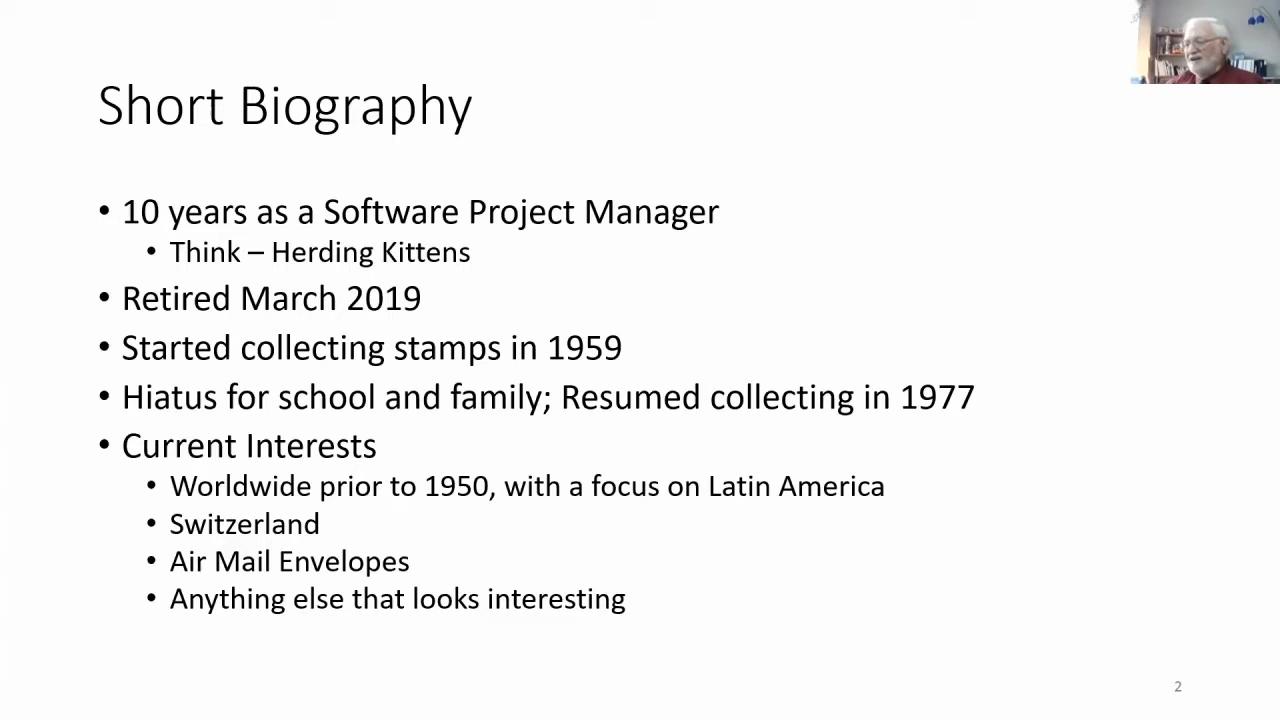 Short Biography
• 10 years as a Software Project Manager
• Think – Herding Kittens
• Retired March 2019
• Started collecting stamps in 1959
• Hiatus for school and family; Resumed collecting in 1977
• Current Interests
• Worldwide prior to 1950, with a focus on Latin America
• Switzerland
• Air Mail Envelopes
• Anything else that looks interesting
2